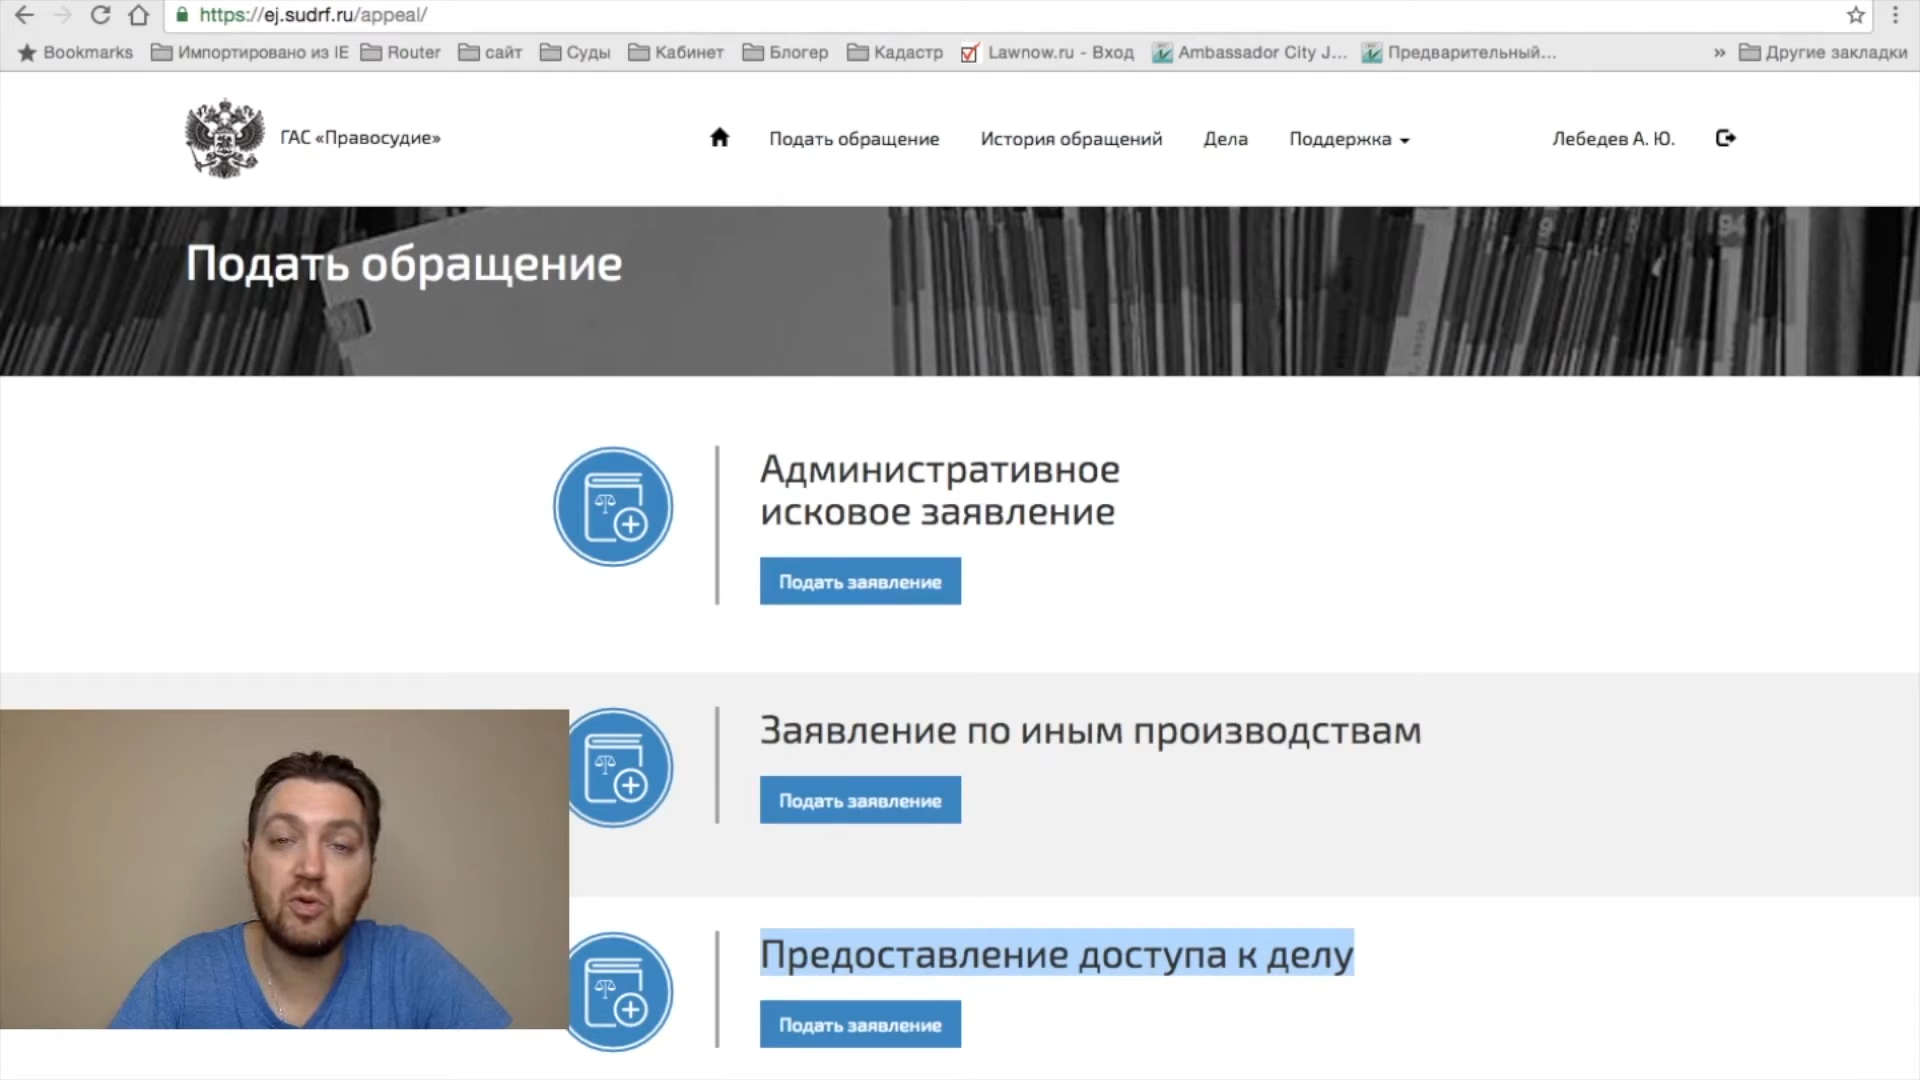 https://ej.sudrf.ru/appeal/
Bookmarks Импортировано из IE Router сайт Суды Кабинет Блогер Кадастр Lawnow.ru - Вход Ambassador City J... Предварительный... » Другие закладки
ГАС «Правосудие» Подать обращение История обращений Дела Поддержка Лебедев А. Ю.
Подать обращение
Административное
исковое заявление
Подать заявление
Заявление по иным производствам
Подать заявление
Предоставление доступа к делу
Подать заявление